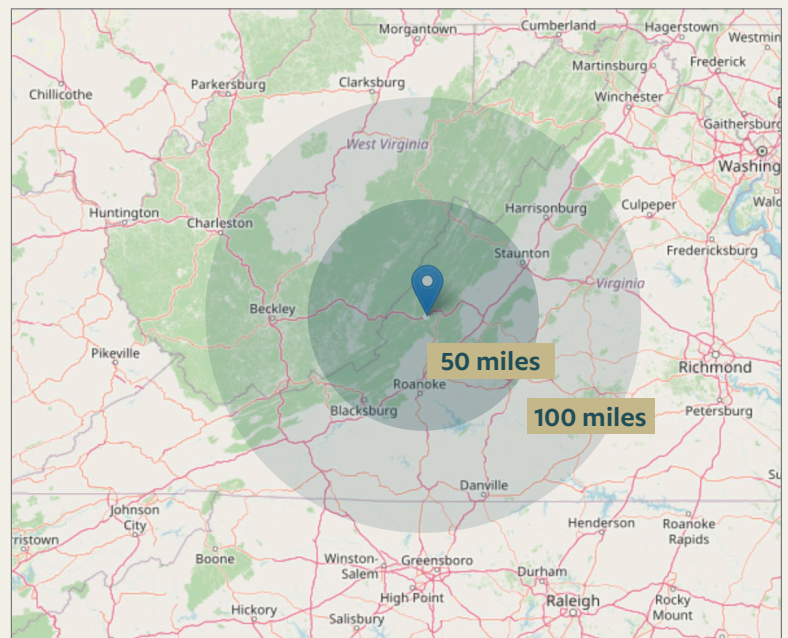 Morgantown
Cumberland
Hagerstown
Westmin
Martinsburg
Frederick
Chillicothe
Parkersburg
Clarksburg
Winchester
Gaithersburg
West Virginia
Washing
Huntington
Charleston
Harrisonburg
Culpeper
Wald
Staunton
Fredericksburg
Virginia
Beckley
Pikeville
50 miles
Richmond
Roanoke
Blacksburg
100 miles
Petersburg
Danville
Su
Johnson
City
Henderson
Roanoke
Rapids
rristown
Boone
Winston-
Salem
Greensboro
Durham
High Point
Raleigh
Rocky
Mount
Hickory
Salisbury